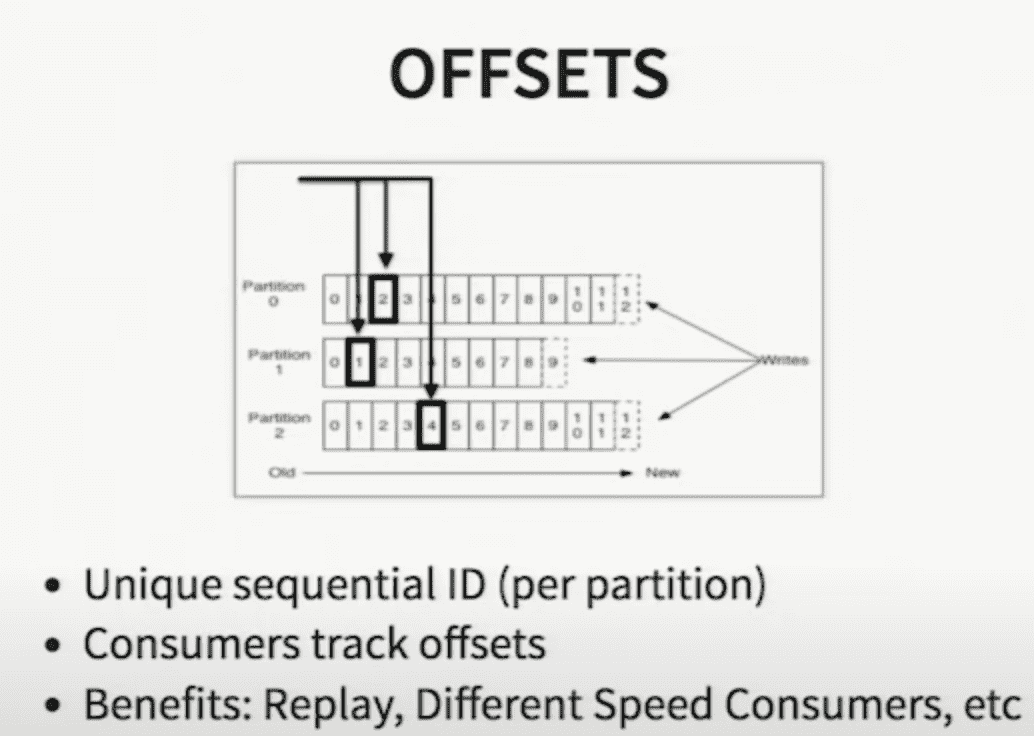 OFFSETS
Partition
0
0 1 2 3 4 5 6 7 8 9 10 11 12
Partition
1
0 1 2 3 4 5 6 7 8 9
Writes
Partition
2
0 1 2 3 4 5 6 7 8 9 10 11 12
Old New
• Unique sequential ID (per partition)
• Consumers track offsets
• Benefits: Replay, Different Speed Consumers, etc